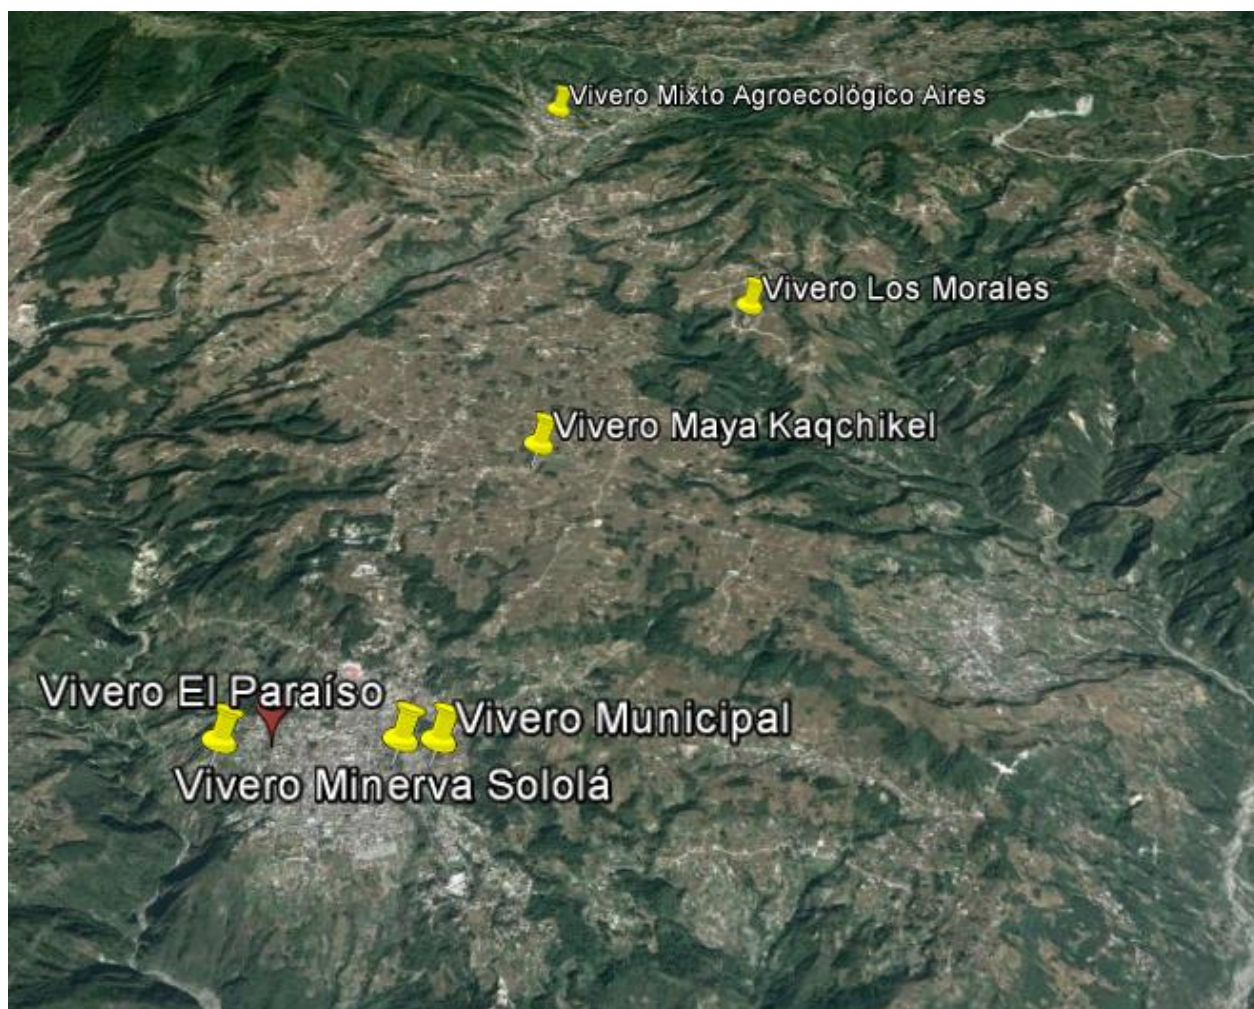 Vivero Mixto Agroecológico Aires
Vivero Los Morales
Vivero Maya Kaqchikel
Vivero El Paraíso
Vivero Municipal
Vivero Minerva Sololá